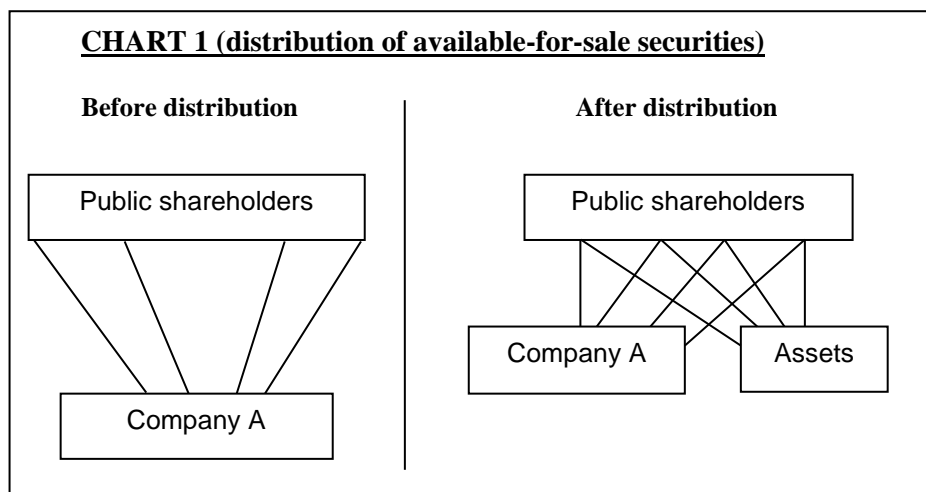 CHART 1 (distribution of available-for-sale securities)
Before distribution
Public shareholders
Company A
After distribution
Public shareholders
Company A
Assets